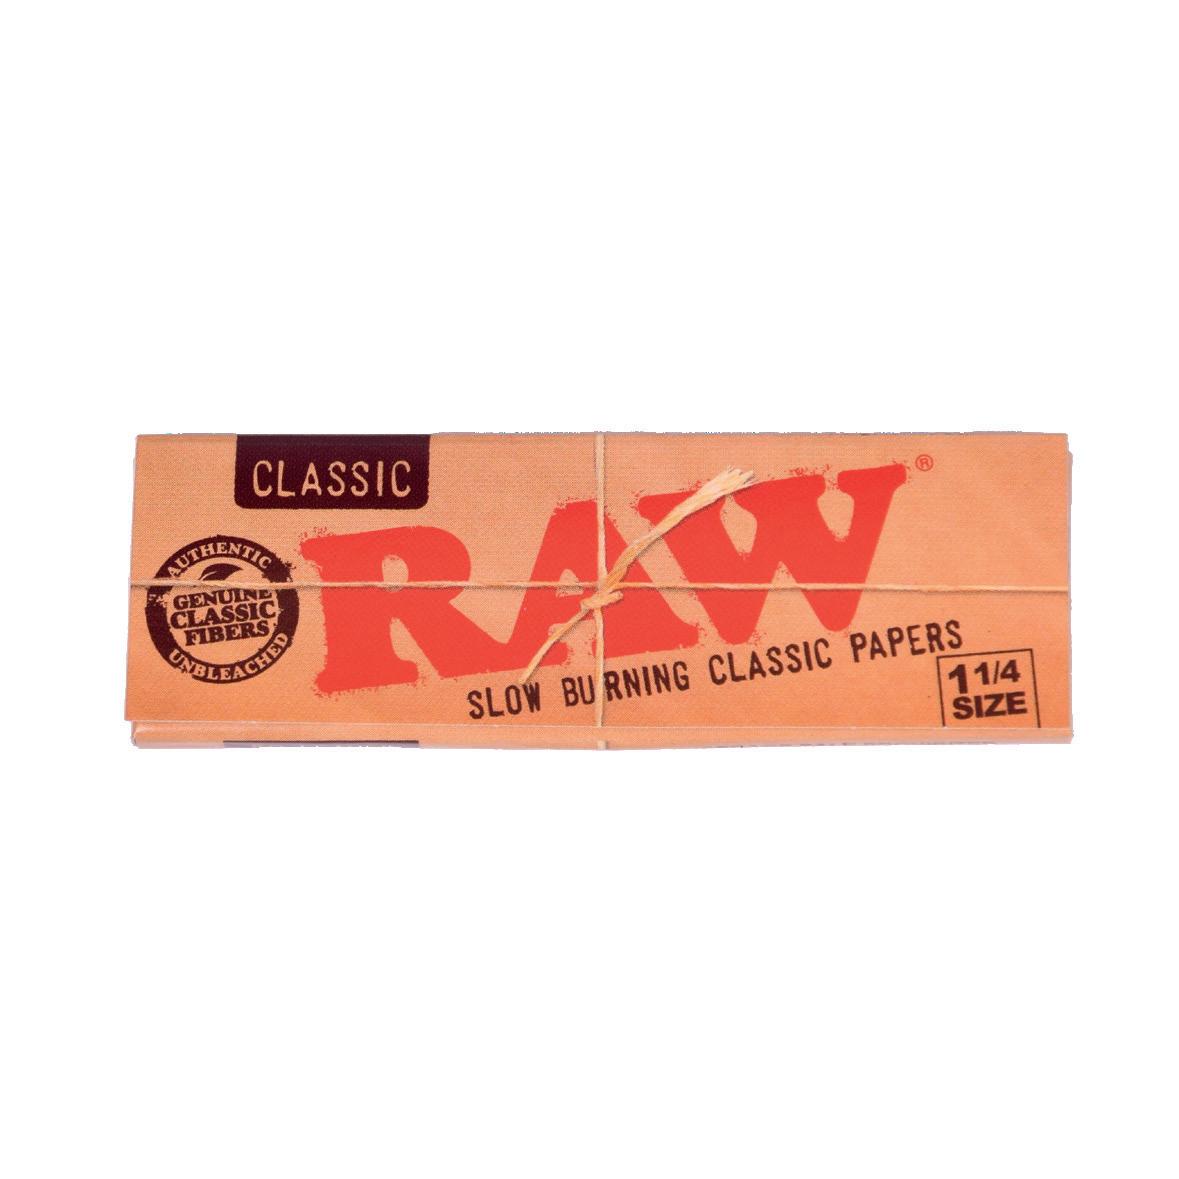 CLASSIC
RAW®
AUTHENTIC
GENUINE
CLASSIC
FIBERS
UNBLEACHED
SLOW BURNING CLASSIC PAPERS
1 1/4
SIZE